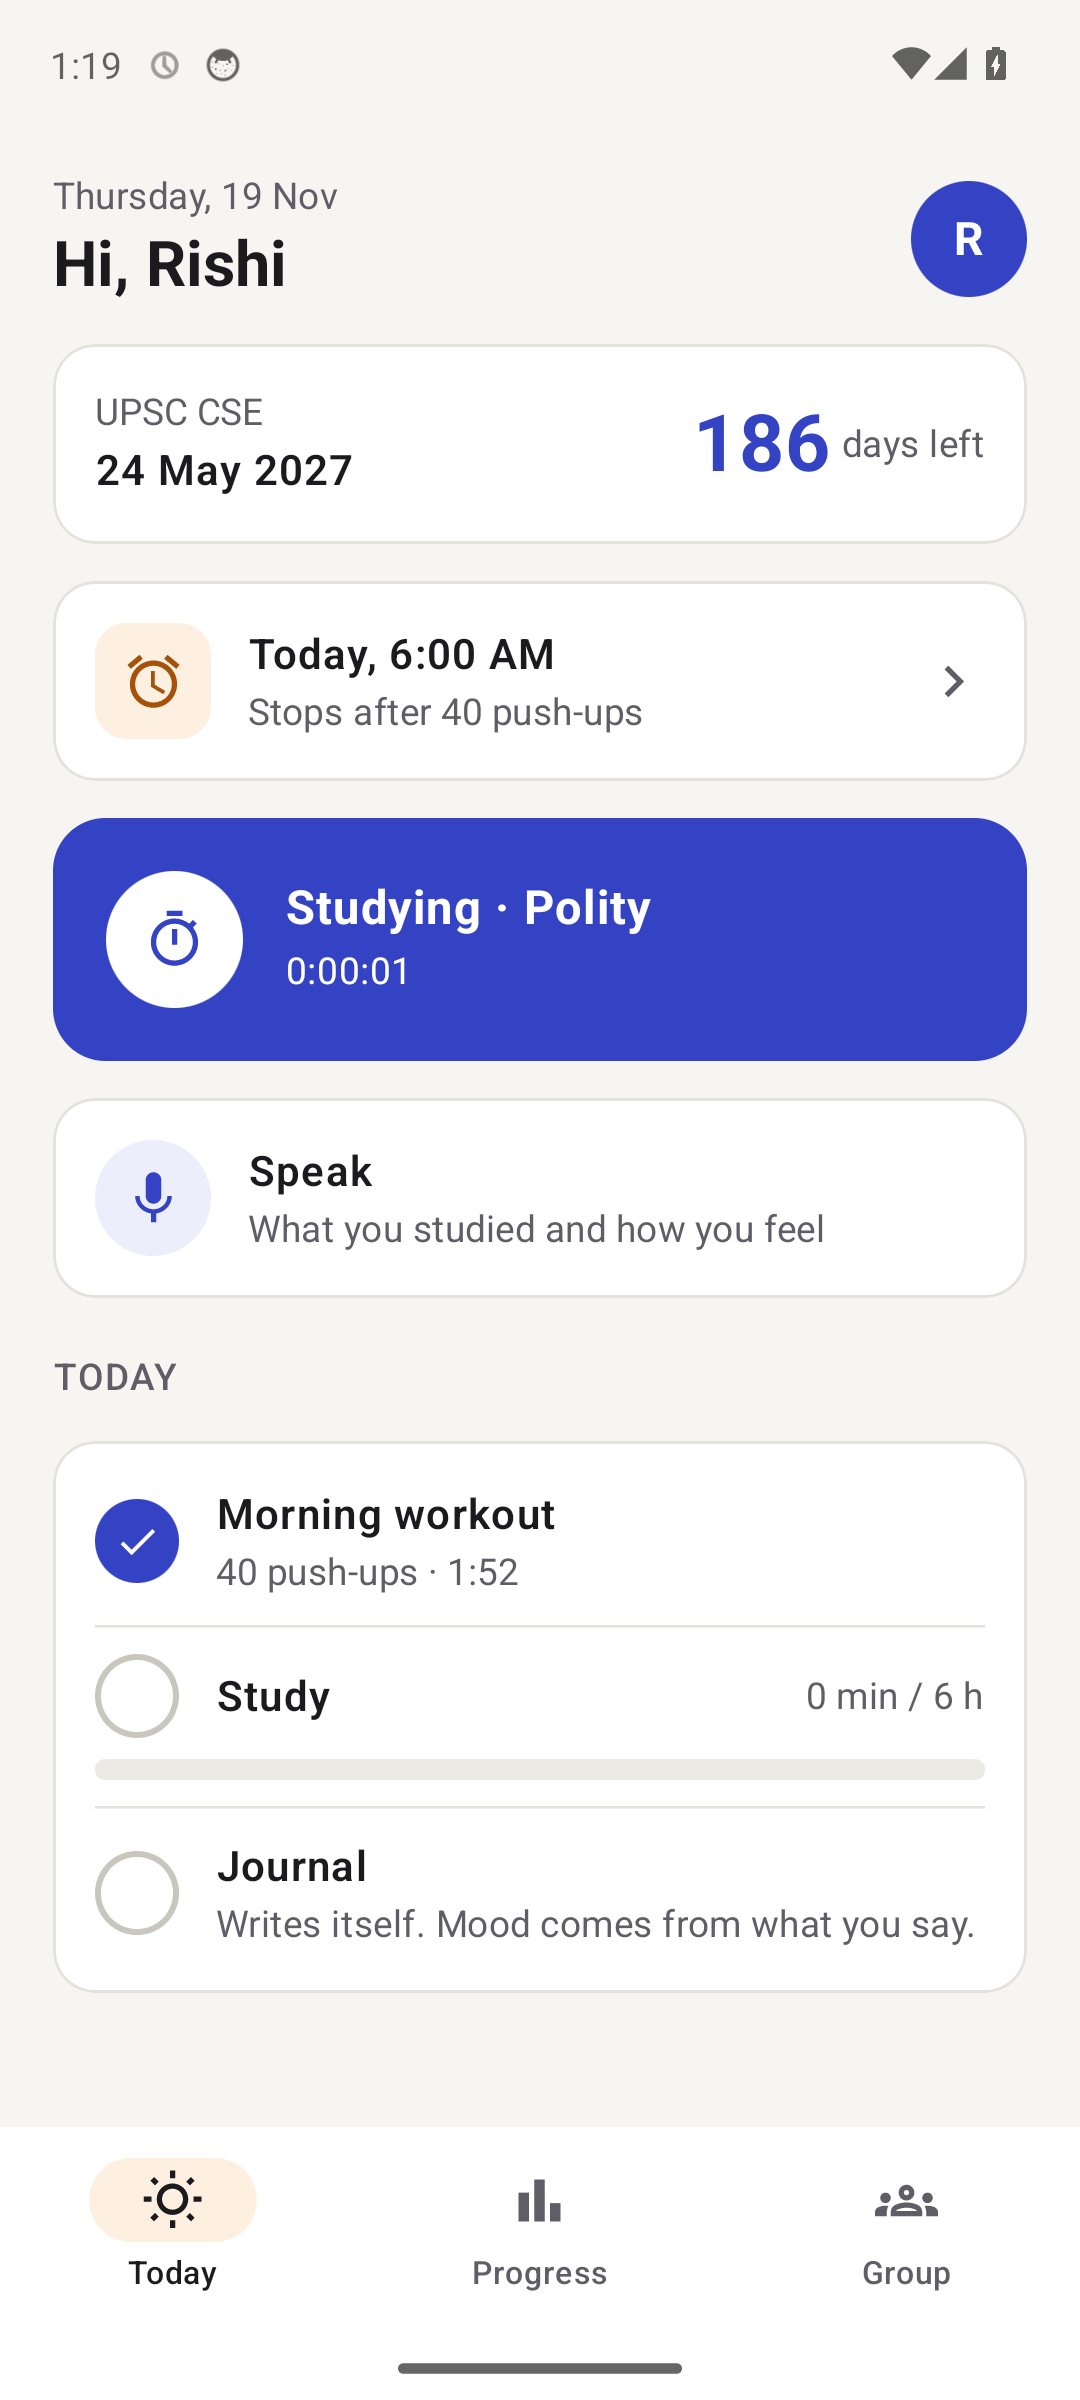 1:19
Thursday, 19 Nov
Hi, Rishi
R
UPSC CSE
24 May 2027
186 days left
Today, 6:00 AM
Stops after 40 push-ups
Studying · Polity
0:00:01
Speak
What you studied and how you feel
TODAY
Morning workout
40 push-ups · 1:52
Study
0 min / 6 h
Journal
Writes itself. Mood comes from what you say.
Today
Progress
Group